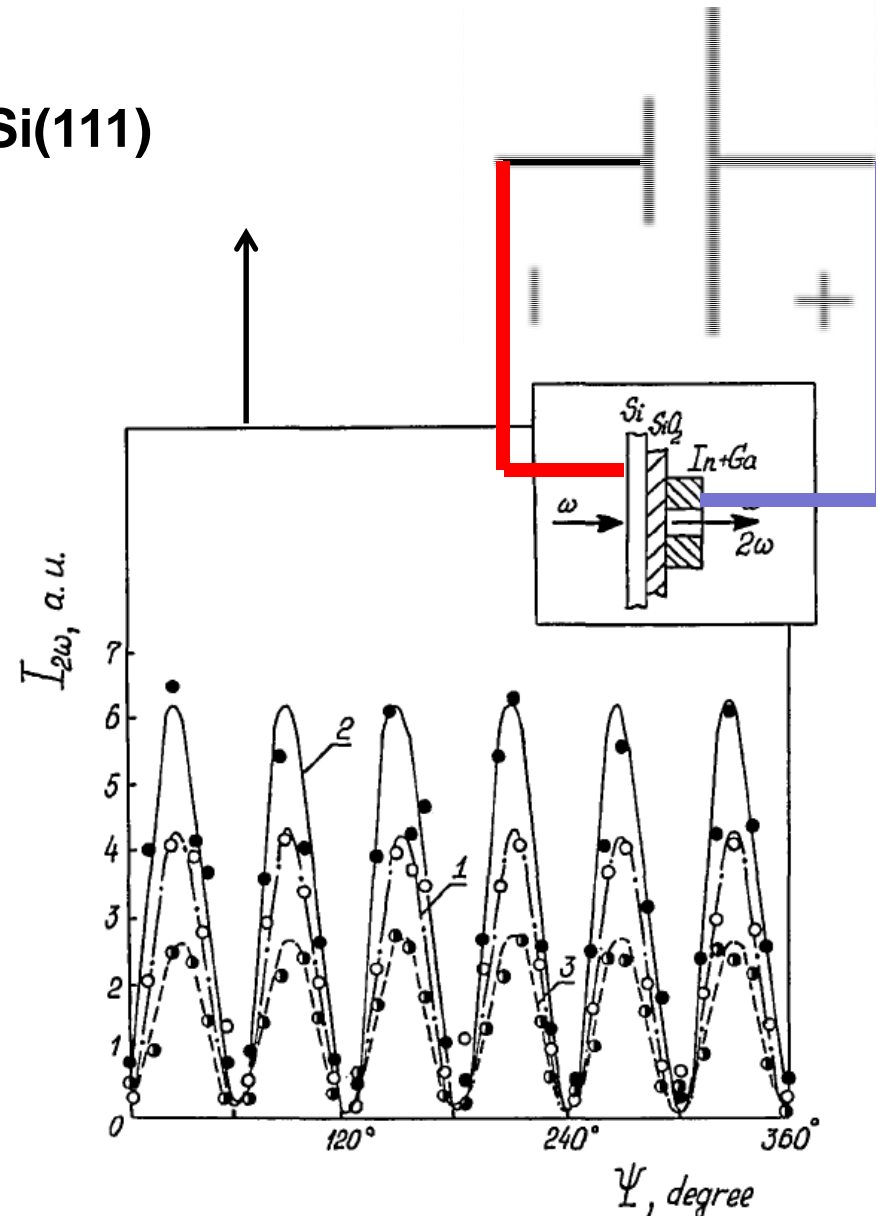 Si(111)
Si
SiO2
In+Ga
ω
2ω
I2ω, a.u.
7
6
5
4
3
2
1
0
2
1
3
120°
240°
360°
Ψ, degree